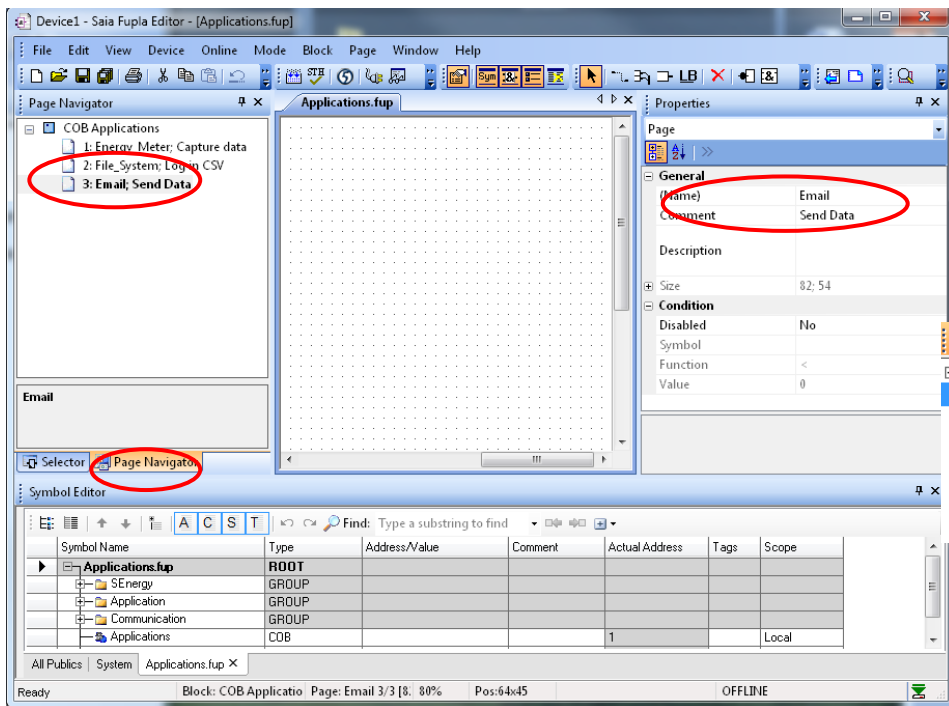 Device1 - Saia Fupla Editor - [Applications.fup]
File Edit View Device Online Mode Block Page Window Help
STH Sym LB
Page Navigator
Applications.fup
Properties
COB Applications
1: Energy_Meter; Capture data
2: File_System; Log in CSV
3: Email; Send Data
Page
General
(Name) Email
Comment Send Data
Description
Size 82; 54
Condition
Disabled No
Symbol
Function <
Value 0
Email
Selector Page Navigator
Symbol Editor
A C S T Find: Type a substring to find
Symbol Name Type Address/Value Comment Actual Address Tags Scope
Applications.fup ROOT
SEnergy GROUP
Application GROUP
Communication GROUP
Applications COB 1 Local
All Publics System Applications.fup
Ready Block: COB Applicatio Page: Email 3/3 [8: 80% Pos:64x45 OFFLINE